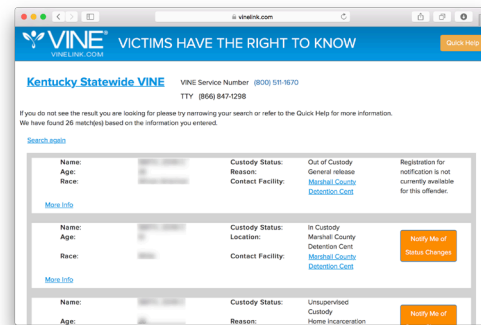 vinelink.com
VINE®
VINELINK.COM
VICTIMS HAVE THE RIGHT TO KNOW
Quick Help
Kentucky Statewide VINE
VINE Service Number (800) 511-1670
TTY (866) 847-1298
If you do not see the result you are looking for please try narrowing your search or refer to the Quick Help for more information.
We have found 26 match(es) based on the information you entered.
Search again
Name: Custody Status: Out of Custody Registration for
Age: Reason: General release notification is not
Race: Contact Facility: Marshall County currently available
Detention Cent for this offender.
More Info
Name: Custody Status: In Custody
Age: Location: Marshall County Notify Me of
Detention Cent Status Changes
Race: Contact Facility: Marshall County
Detention Cent
More Info
Name: Custody Status: Unsupervised
Custody Notify Me of
Age: Reason: Home Incarceration